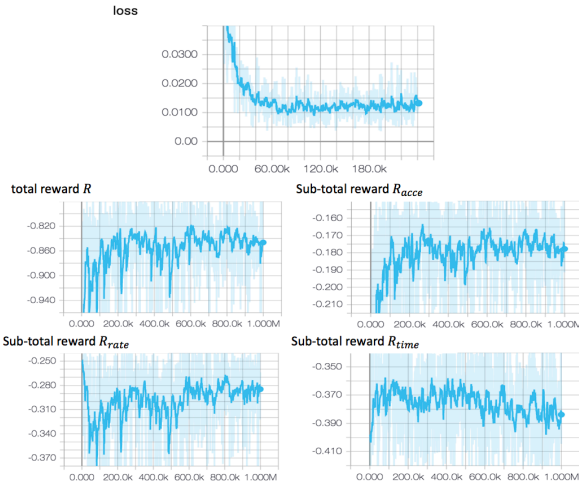 loss
0.0300
0.0200
0.0100
0.00
0.000 60.00k 120.0k 180.0k
total reward R
-0.820
-0.860
-0.900
-0.940
0.000 200.0k 400.0k 600.0k 800.0k 1.000M
Sub-total reward R_acce
-0.160
-0.170
-0.180
-0.190
-0.200
-0.210
0.000 200.0k 400.0k 600.0k 800.0k 1.000M
Sub-total reward R_rate
-0.250
-0.280
-0.310
-0.340
-0.370
0.000 200.0k 400.0k 600.0k 800.0k 1.000M
Sub-total reward R_time
-0.350
-0.370
-0.390
-0.410
0.000 200.0k 400.0k 600.0k 800.0k 1.000M